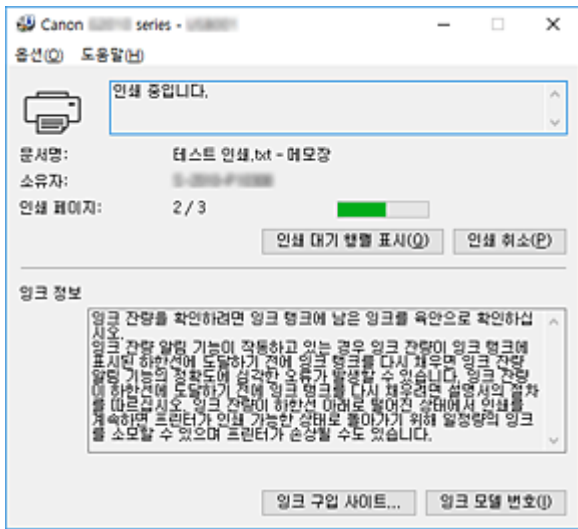 Canon series -
옵션(O) 도움말(H)
인쇄 중입니다.
문서명: 테스트 인쇄.txt - 메모장
소유자:
인쇄 페이지: 2 / 3
인쇄 대기 행렬 표시(Q) 인쇄 취소(P)
잉크 정보
잉크 잔량을 확인하려면 잉크 탱크에 남은 잉크를 육안으로 확인하십
시오.
잉크 잔량 알림 기능이 작동하고 있는 경우 잉크 잔량이 잉크 탱크에
표시된 하한선에 도달하기 전에 잉크 탱크를 다시 채우면 잉크 잔량
알림 기능의 정확도에 심각한 오류가 발생할 수 있습니다. 잉크 잔량
이 하한선에 도달하기 전에 잉크 탱크를 다시 채우려면 설명서의 절차
를 따르십시오. 잉크 잔량이 하한선 아래로 떨어진 상태에서 인쇄를
계속하면 프린터가 인쇄 가능한 상태로 돌아가기 위해 일정량의 잉크
를 소모할 수 있으며 프린터가 손상될 수도 있습니다.
잉크 구입 사이트... 잉크 모델 번호(I)